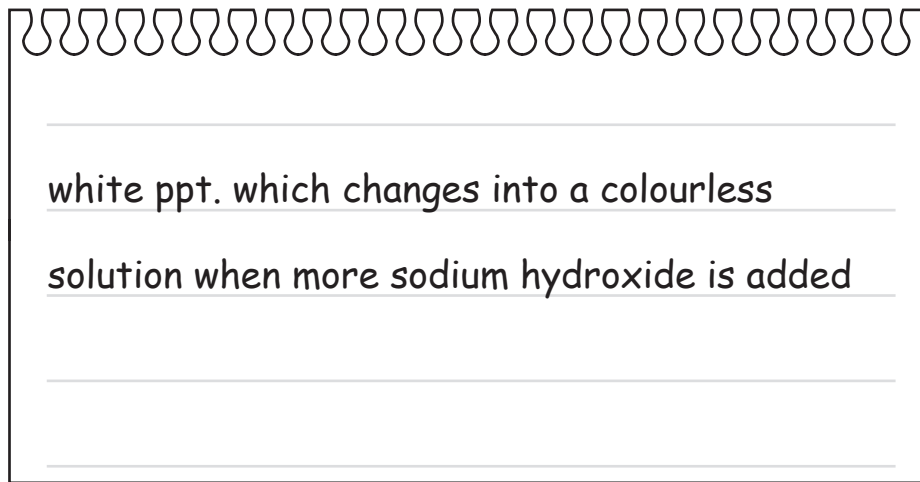 white ppt. which changes into a colourless
solution when more sodium hydroxide is added